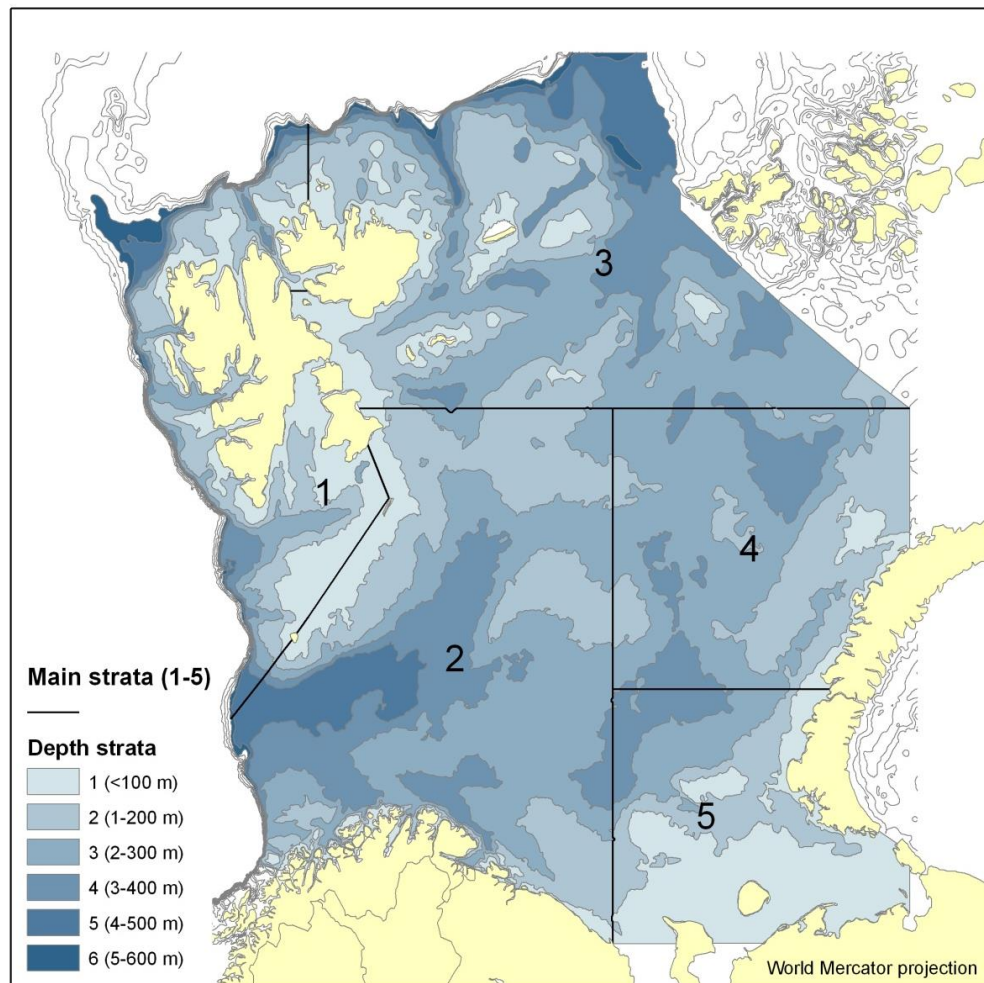 3
1
4
2
5
Main strata (1-5)
Depth strata
1 (<100 m)
2 (1-200 m)
3 (2-300 m)
4 (3-400 m)
5 (4-500 m)
6 (5-600 m)
World Mercator projection